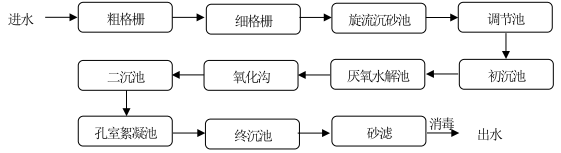 进水 粗格栅 细格栅 旋流沉砂池 调节池
二沉池 氧化沟 厌氧水解池 初沉池
孔室絮凝池 终沉池 砂滤 消毒 出水